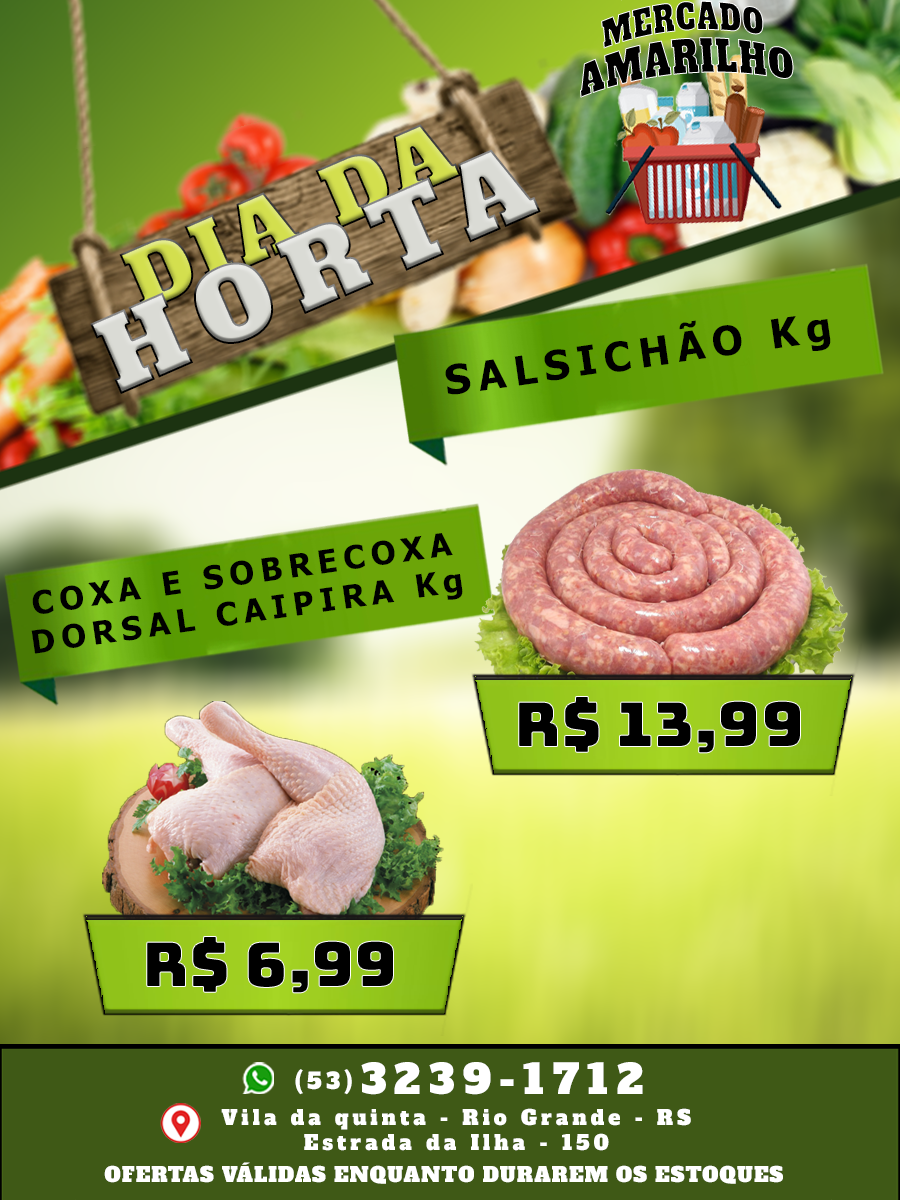 MERCADO
AMARILHO
DIA DA
HORTA
SALSICHÃO Kg
COXA E SOBRECOXA
DORSAL CAIPIRA Kg
R$ 13,99
R$ 6,99
(53) 3239-1712
Vila da quinta - Rio Grande - RS
Estrada da Ilha - 150
OFERTAS VÁLIDAS ENQUANTO DURAREM OS ESTOQUES